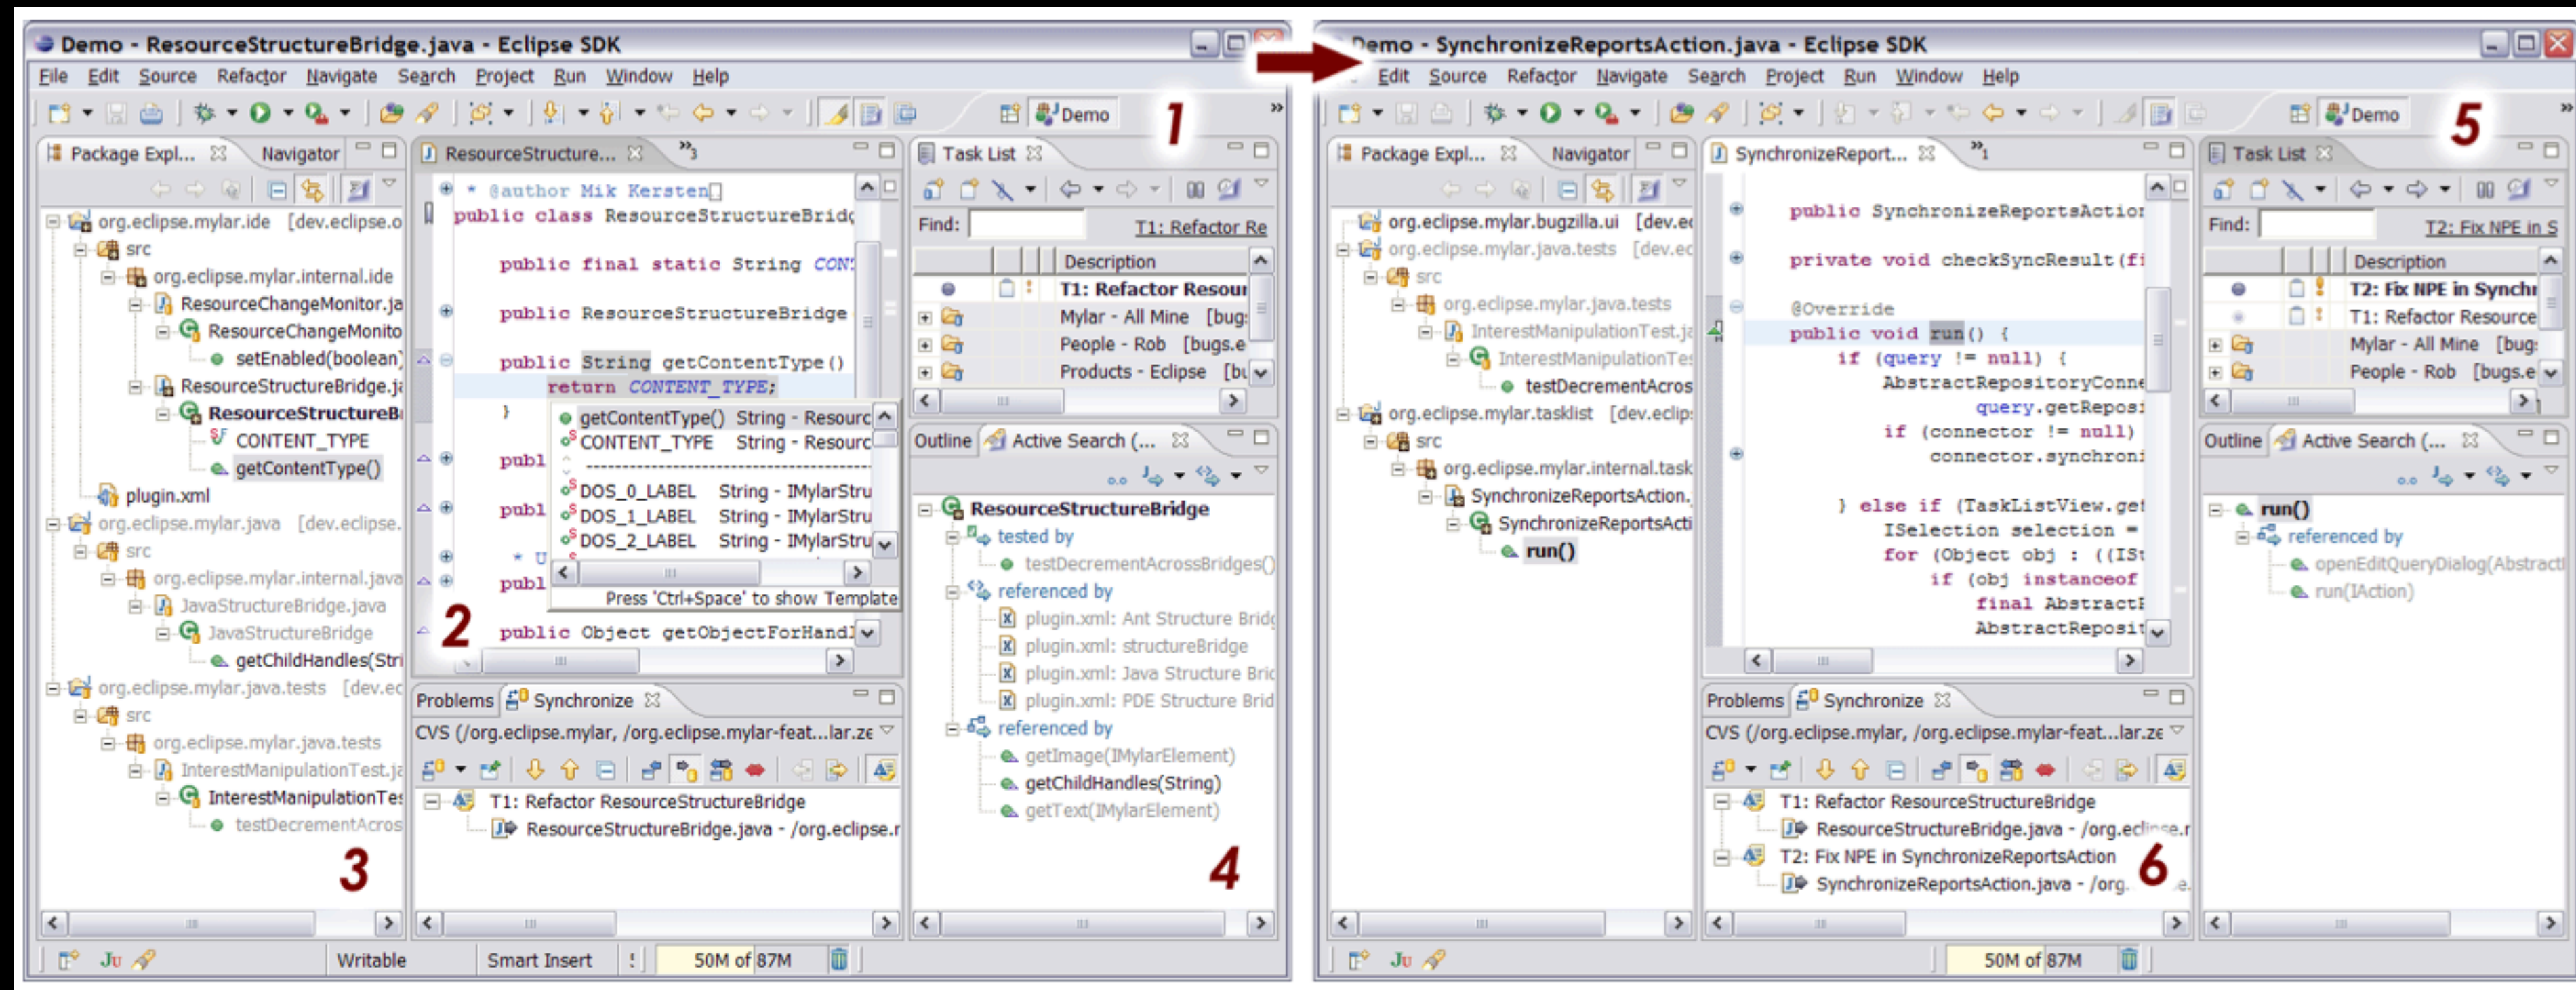 Demo - ResourceStructureBridge.java - Eclipse SDK
File Edit Source Refactor Navigate Search Project Run Window Help
Demo
1
Package Expl... Navigator
org.eclipse.mylar.ide [dev.eclipse.o
src
org.eclipse.mylar.internal.ide
ResourceChangeMonitor.ja
ResourceChangeMonito
setEnabled(boolean)
ResourceStructureBridge.ja
ResourceStructureB
CONTENT_TYPE
getContentType()
plugin.xml
org.eclipse.mylar.java [dev.eclipse.
src
org.eclipse.mylar.internal.java
JavaStructureBridge.java
JavaStructureBridge
getChildHandles(Stri
org.eclipse.mylar.java.tests [dev.ec
src
org.eclipse.mylar.java.tests
InterestManipulationTest.ja
InterestManipulationTes
testDecrementAcros
3
ResourceStructure... »3
* @author Mik Kersten
public class ResourceStructureBridg
public final static String CON
public ResourceStructureBridge
public String getContentType()
return CONTENT_TYPE;
}
getContentType() String - Resourc
CONTENT_TYPE String - Resourc
DOS_0_LABEL String - IMylarStru
DOS_1_LABEL String - IMylarStru
DOS_2_LABEL String - IMylarStru
Press 'Ctrl+Space' to show Template
publ
publ
* U
publ
public Object getObjectForHandl
2
Problems Synchronize
CVS (/org.eclipse.mylar, /org.eclipse.mylar-feat...lar.ze
T1: Refactor ResourceStructureBridge
ResourceStructureBridge.java - /org.eclipse.r
Task List
Find: T1: Refactor Re
Description
T1: Refactor Resour
Mylar - All Mine [bug:
People - Rob [bugs.e
Products - Eclipse [bu
Outline Active Search (...
ResourceStructureBridge
tested by
testDecrementAcrossBridges()
referenced by
plugin.xml: Ant Structure Bridg
plugin.xml: structureBridge
plugin.xml: Java Structure Bric
plugin.xml: PDE Structure Brid
referenced by
getImage(IMylarElement)
getChildHandles(String)
getText(IMylarElement)
4
Ju Writable Smart Insert 50M of 87M
Demo - SynchronizeReportsAction.java - Eclipse SDK
Edit Source Refactor Navigate Search Project Run Window Help
Demo
5
Package Expl... Navigator
org.eclipse.mylar.bugzilla.ui [dev.ec
org.eclipse.mylar.java.tests [dev.ec
src
org.eclipse.mylar.java.tests
InterestManipulationTest.ja
InterestManipulationTes
testDecrementAcros
org.eclipse.mylar.tasklist [dev.eclip:
src
org.eclipse.mylar.internal.task
SynchronizeReportsAction.
SynchronizeReportsActi
run()
SynchronizeReport... »1
public SynchronizeReportsAction
private void checkSyncResult(fi
@Override
public void run() {
if (query != null) {
AbstractRepositoryConne
query.getReposi
if (connector != null)
connector.synchroni
} else if (TaskListView.get
ISelection selection =
for (Object obj : ((ISt
if (obj instanceof
final AbstractR
AbstractReposit
Problems Synchronize
CVS (/org.eclipse.mylar, /org.eclipse.mylar-feat...lar.ze
T1: Refactor ResourceStructureBridge
ResourceStructureBridge.java - /org.eclipse.r
T2: Fix NPE in SynchronizeReportsAction
SynchronizeReportsAction.java - /org.
6
Task List
Find: T2: Fix NPE in S
Description
T2: Fix NPE in Synchr
T1: Refactor Resource
Mylar - All Mine [bug:
People - Rob [bugs.e
Outline Active Search (...
run()
referenced by
openEditQueryDialog(Abstractl
run(IAction)
Ju 50M of 87M